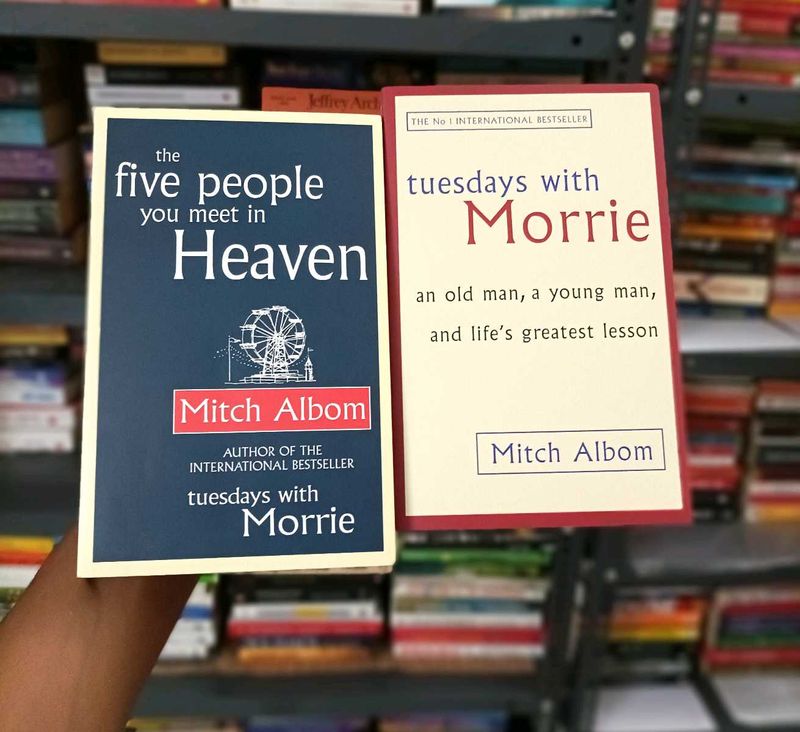 the
five people
you meet in
Heaven
Mitch Albom
AUTHOR OF THE
INTERNATIONAL BESTSELLER
tuesdays with
Morrie
Jeffrey
THE No 1 INTERNATIONAL BESTSELLER
tuesdays with
Morrie
an old man, a young man,
and life's greatest lesson
Mitch Albom